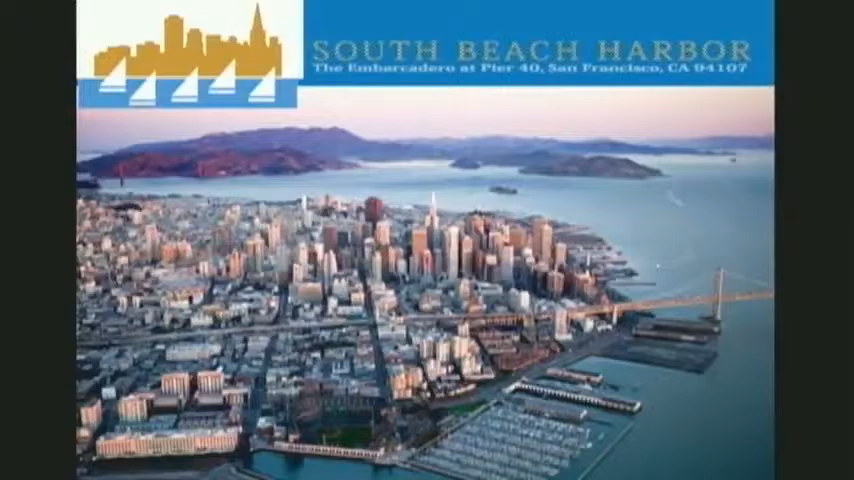 SOUTH BEACH HARBOR
The Embarcadero at Pier 40, San Francisco, CA 94107